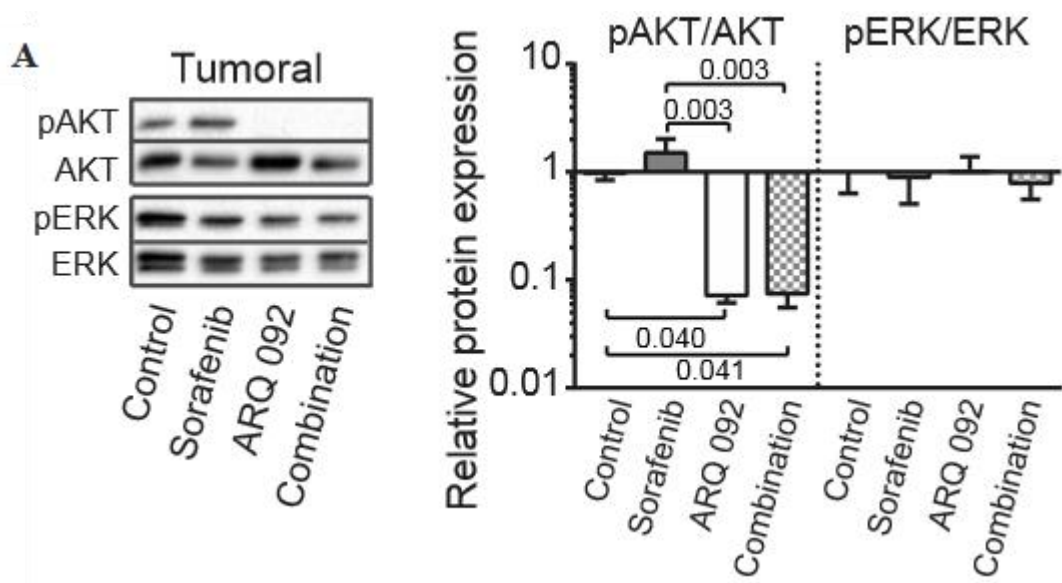 A
Tumoral
pAKT
AKT
pERK
ERK
Control
Sorafenib
ARQ 092
Combination
Relative protein expression
pAKT/AKT
pERK/ERK
10
1
0.1
0.01
0.003
0.003
0.040
0.041
Control
Sorafenib
ARQ 092
Combination
Control
Sorafenib
ARQ 092
Combination